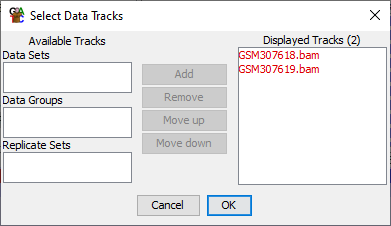 Select Data Tracks
Available Tracks
Data Sets
Data Groups
Replicate Sets
Add
Remove
Move up
Move down
Displayed Tracks (2)
GSM307618.bam
GSM307619.bam
Cancel
OK